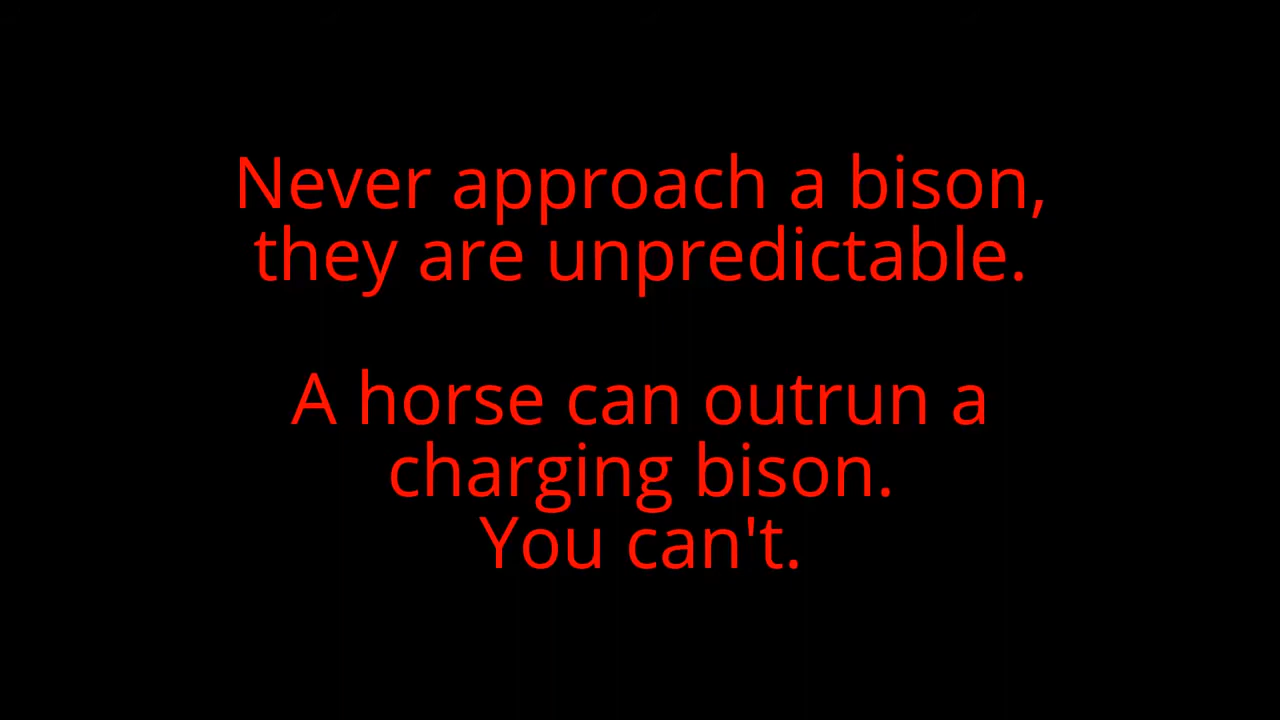 Never approach a bison,
they are unpredictable.
A horse can outrun a
charging bison.
You can't.